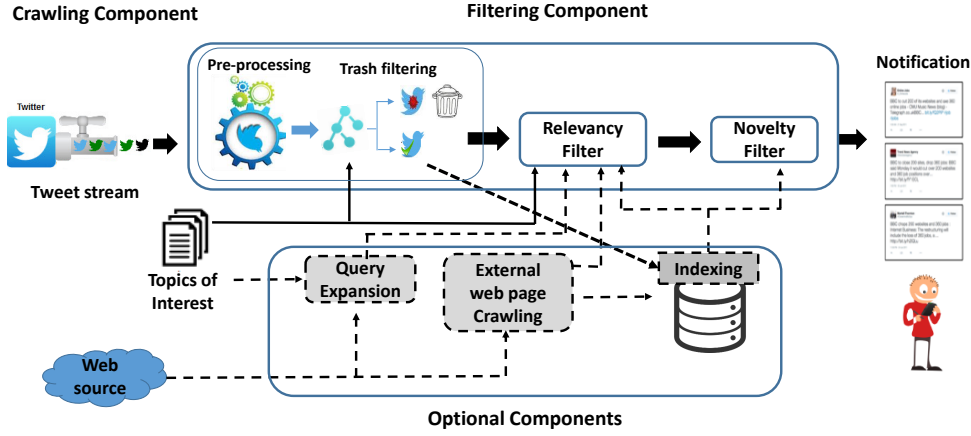 Crawling Component
Filtering Component
Pre-processing
Trash filtering
Notification
Twitter
Relevancy
Filter
Novelty
Filter
Tweet stream
Topics of
Interest
Query
Expansion
External
web page
Crawling
Indexing
Web
source
Optional Components